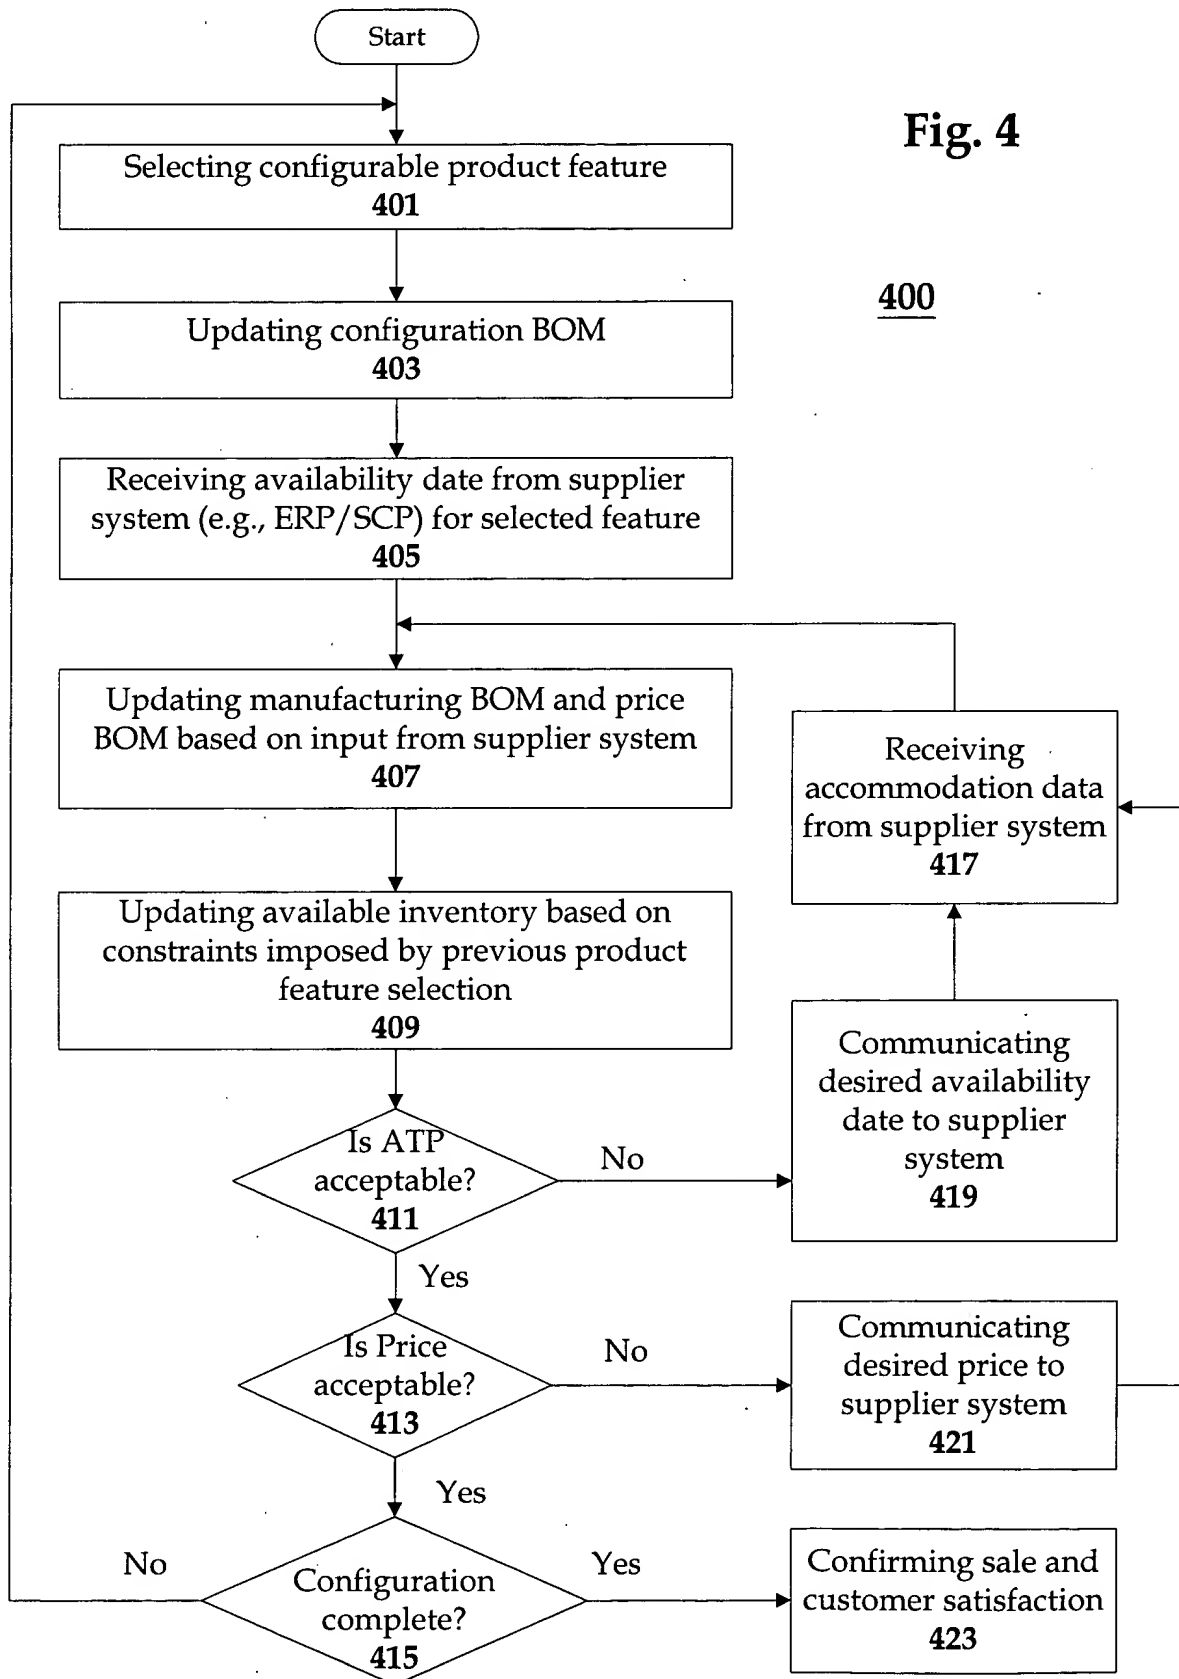 Start
Fig. 4
Selecting configurable product feature
401
400
Updating configuration BOM
403
Receiving availability date from supplier
system (e.g., ERP/SCP) for selected feature
405
Updating manufacturing BOM and price
BOM based on input from supplier system
407
Receiving
accommodation data
from supplier system
417
Updating available inventory based on
constraints imposed by previous product
feature selection
409
Communicating
desired availability
date to supplier
system
419
Is ATP
acceptable?
411
No
Yes
Is Price
acceptable?
413
No
Communicating
desired price to
supplier system
421
Yes
No
Configuration
complete?
415
Yes
Confirming sale and
customer satisfaction
423